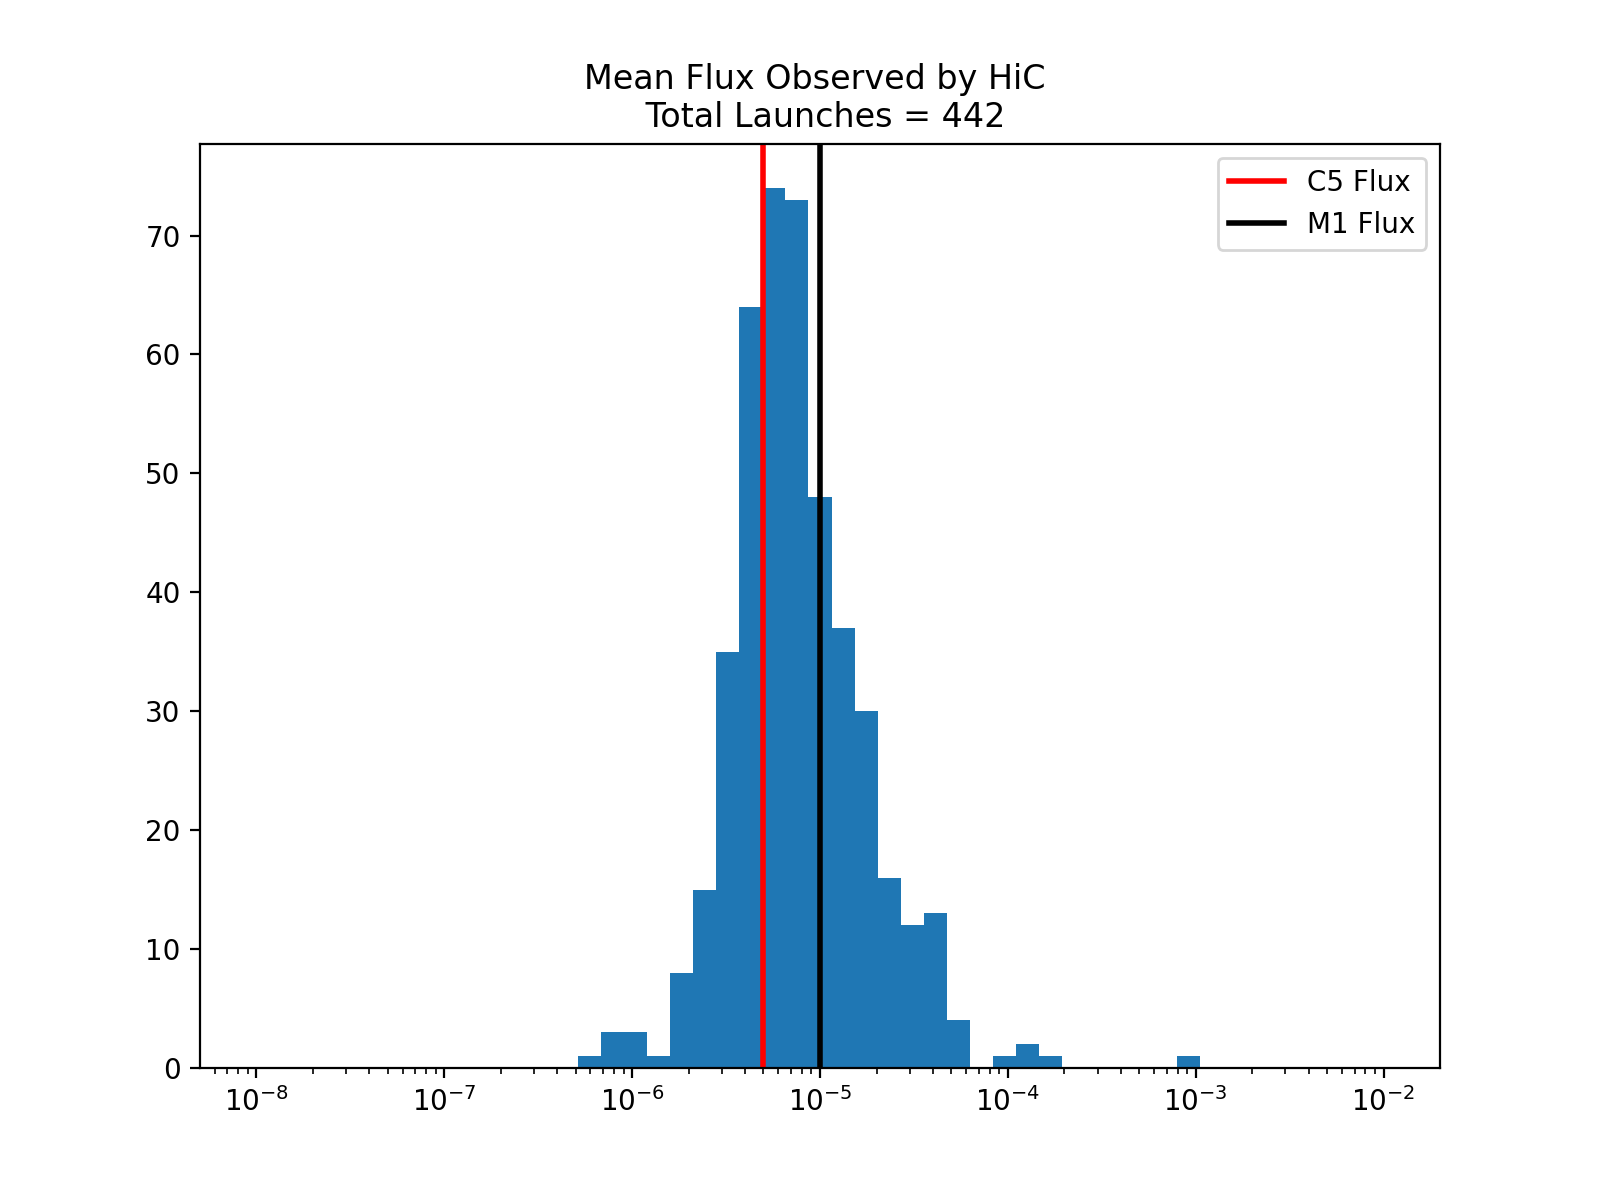 Mean Flux Observed by HiC
Total Launches = 442
C5 Flux
M1 Flux
70
60
50
40
30
20
10
0
10⁻⁸ 10⁻⁷ 10⁻⁶ 10⁻⁵ 10⁻⁴ 10⁻³ 10⁻²